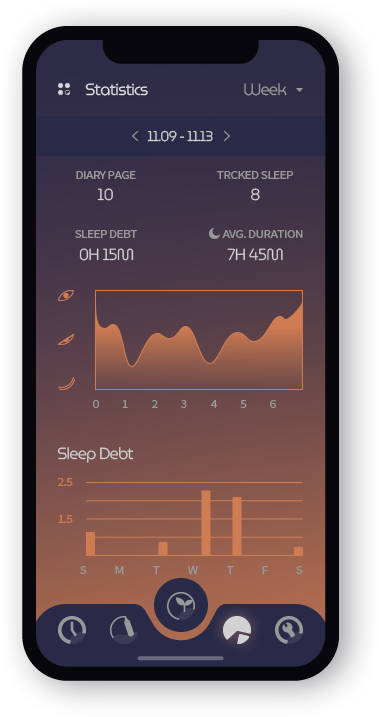 Statistics
Week
11.09 - 11.13
DIARY PAGE
TRCKED SLEEP
10
8
SLEEP DEBT
AVG. DURATION
0H 15M
7H 45M
0 1 2 3 4 5 6
Sleep Debt
2.5
1.5
S M T W T F S